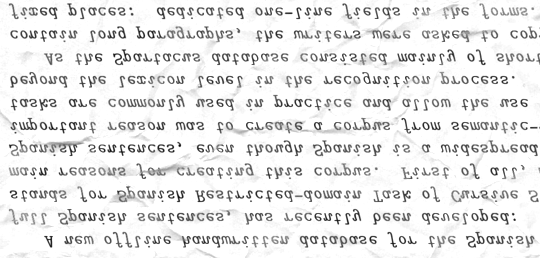 A new offline handwritten database for the Spanish
full Spanish sentences, has recently been developed:
stands for Spanish Restricted-domain Task of Cursive S
main reasons for creating this corpus. First of all,
Spanish sentences, even though Spanish is a widespread
important reason was to create a corpus from semantic-
tasks are commonly used in practice and allow the use
beyond the lexicon level in the recognition process.
As the Spartacus database consisted mainly of short
contain long paragraphs, the writers were asked to copy
fixed places: dedicated one-line fields in the forms.